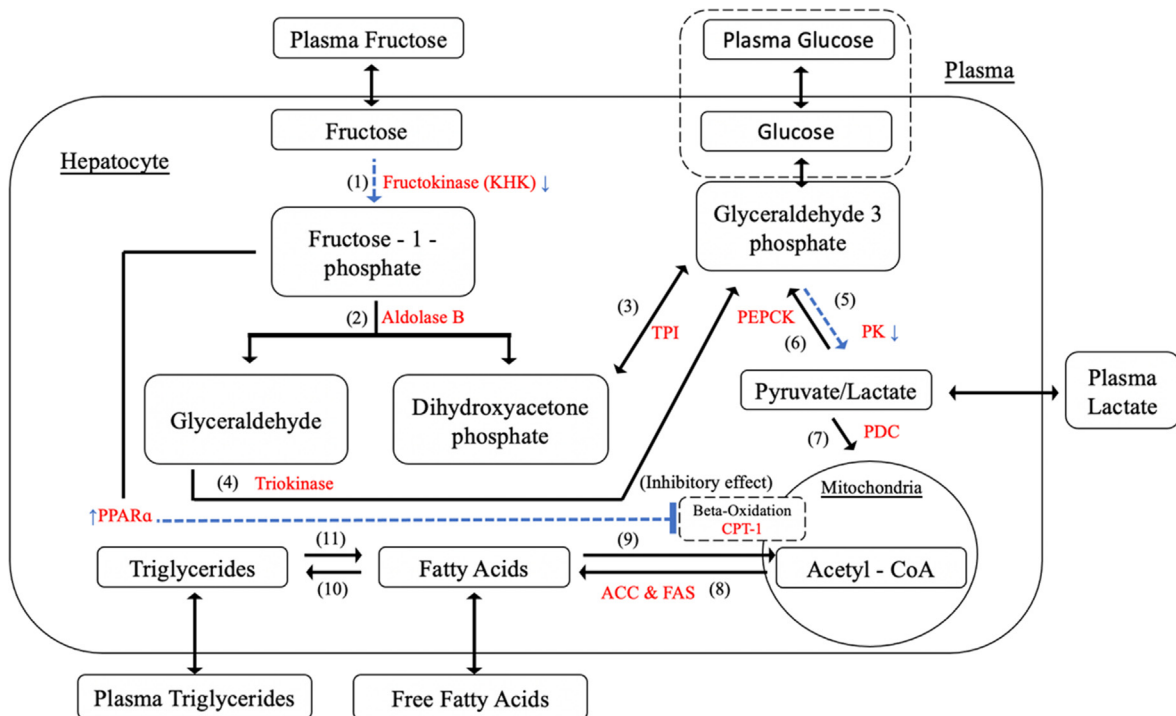 Plasma Fructose
Plasma Glucose
Plasma
Fructose
Glucose
Hepatocyte
(1)
Fructokinase (KHK) ↓
Fructose - 1 -
phosphate
Glyceraldehyde 3
phosphate
(2)
Aldolase B
(3)
TPI
PEPCK
(5)
(6)
PK ↓
Glyceraldehyde
Dihydroxyacetone
phosphate
Pyruvate/Lactate
Plasma
Lactate
(7)
PDC
(4)
Triokinase
(Inhibitory effect)
Mitochondria
↑PPARα
Beta-Oxidation
CPT-1
(11)
(9)
Triglycerides
Fatty Acids
Acetyl - CoA
(10)
ACC & FAS
(8)
Plasma Triglycerides
Free Fatty Acids